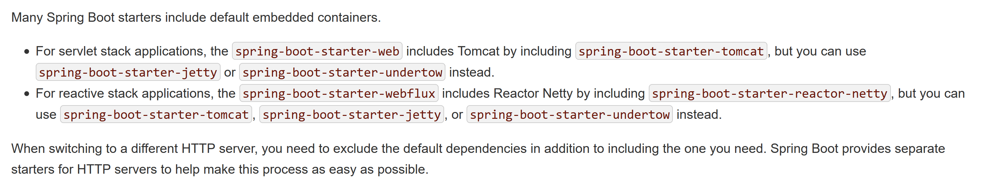 Many Spring Boot starters include default embedded containers.
• For servlet stack applications, the spring-boot-starter-web includes Tomcat by including spring-boot-starter-tomcat, but you can use
spring-boot-starter-jetty or spring-boot-starter-undertow instead.
• For reactive stack applications, the spring-boot-starter-webflux includes Reactor Netty by including spring-boot-starter-reactor-netty, but you can
use spring-boot-starter-tomcat, spring-boot-starter-jetty, or spring-boot-starter-undertow instead.
When switching to a different HTTP server, you need to exclude the default dependencies in addition to including the one you need. Spring Boot provides separate
starters for HTTP servers to help make this process as easy as possible.